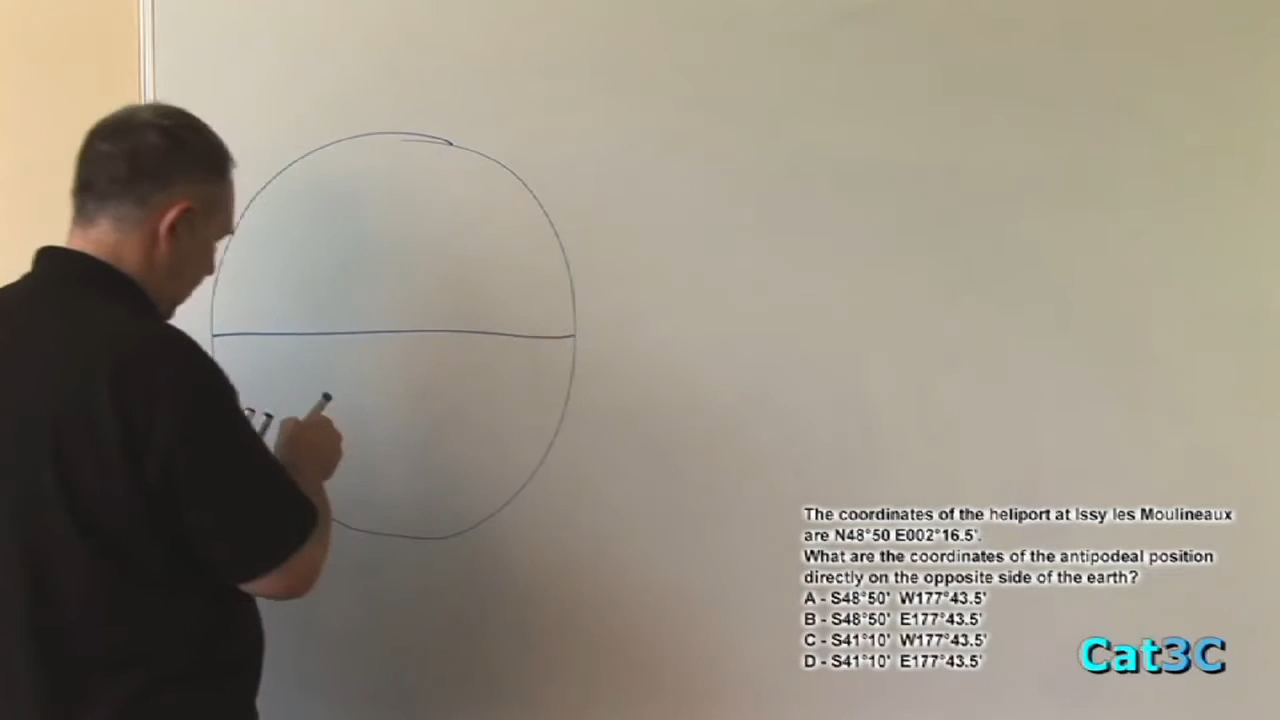 The coordinates of the heliport at Issy les Moulineaux
are N48°50 E002°16.5'.
What are the coordinates of the antipodeal position
directly on the opposite side of the earth?
A - S48°50'  W177°43.5'
B - S48°50'  E177°43.5'
C - S41°10'  W177°43.5'
D - S41°10'  E177°43.5'
Cat3C